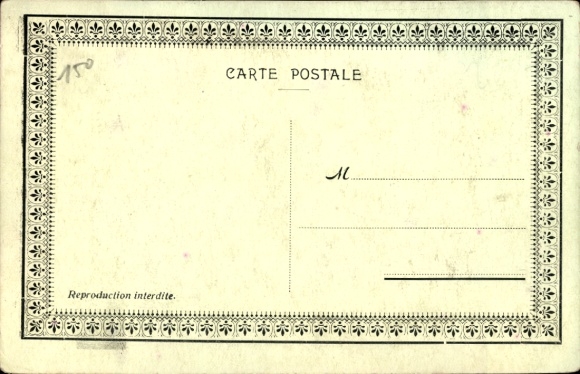 150
CARTE POSTALE
M
Reproduction interdite.